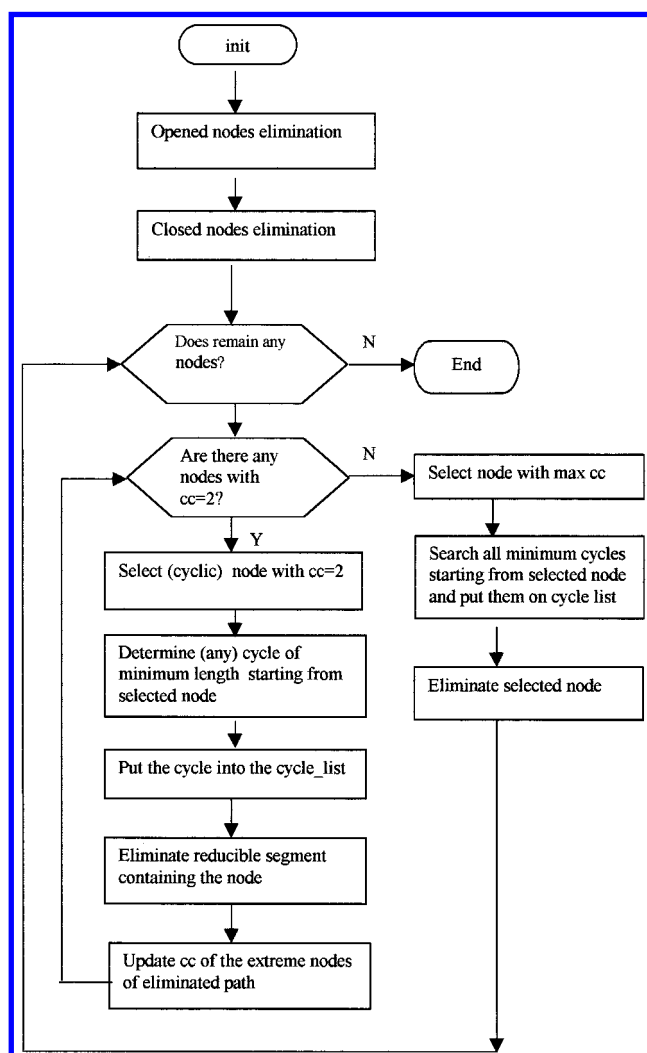 init
Opened nodes elimination
Closed nodes elimination
Does remain any
nodes?
N
End
Are there any
nodes with
cc=2?
N
Select node with max cc
Y
Search all minimum cycles
starting from selected node
and put them on cycle list
Select (cyclic) node with cc=2
Determine (any) cycle of
minimum length starting from
selected node
Eliminate selected node
Put the cycle into the cycle_list
Eliminate reducible segment
containing the node
Update cc of the extreme nodes
of eliminated path